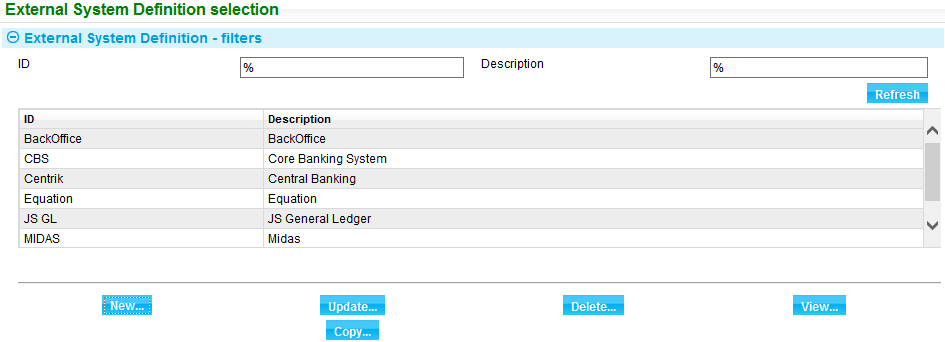 External System Definition selection
External System Definition - filters
ID % Description %
Refresh
ID Description
BackOffice BackOffice
CBS Core Banking System
Centrik Central Banking
Equation Equation
JS GL JS General Ledger
MIDAS Midas
New... Update... Delete... View...
Copy...